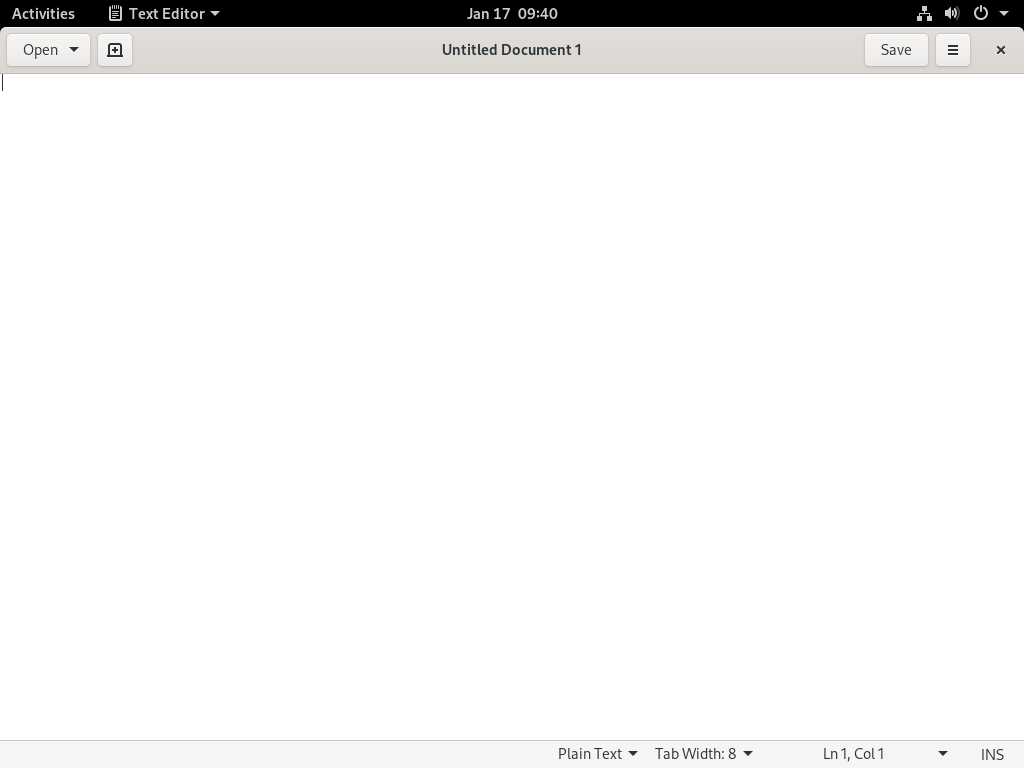 Activities Text Editor Jan 17 09:40
Open Untitled Document 1 Save
Plain Text Tab Width: 8 Ln 1, Col 1 INS